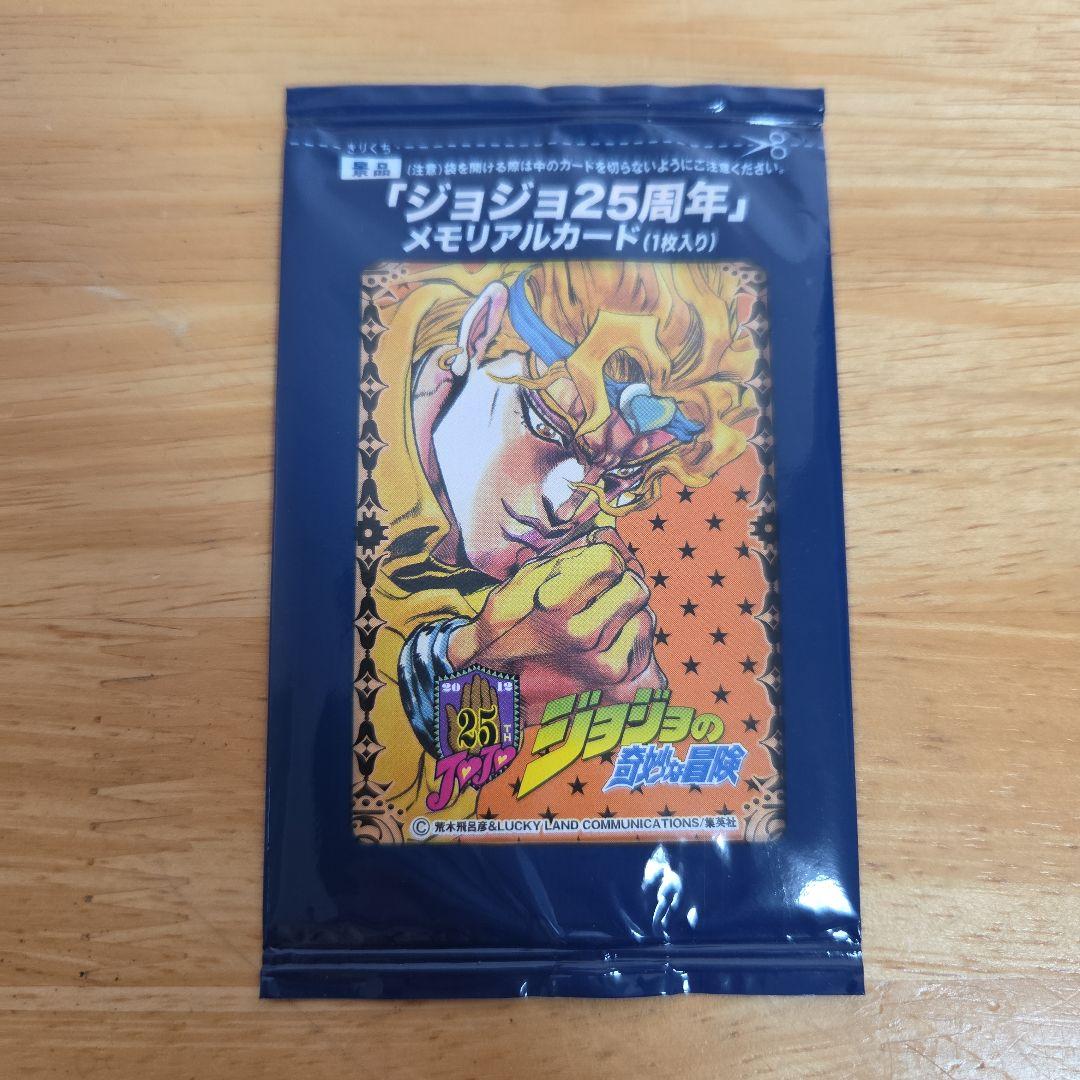 きりくち
景品 (注意)袋を開ける際は中のカードを切らないようにご注意ください。
「ジョジョ25周年」
メモリアルカード(1枚入り)
20 12
25
TH
JOJO
ジョジョの
奇妙な冒険
© 荒木飛呂彦&LUCKY LAND COMMUNICATIONS/集英社